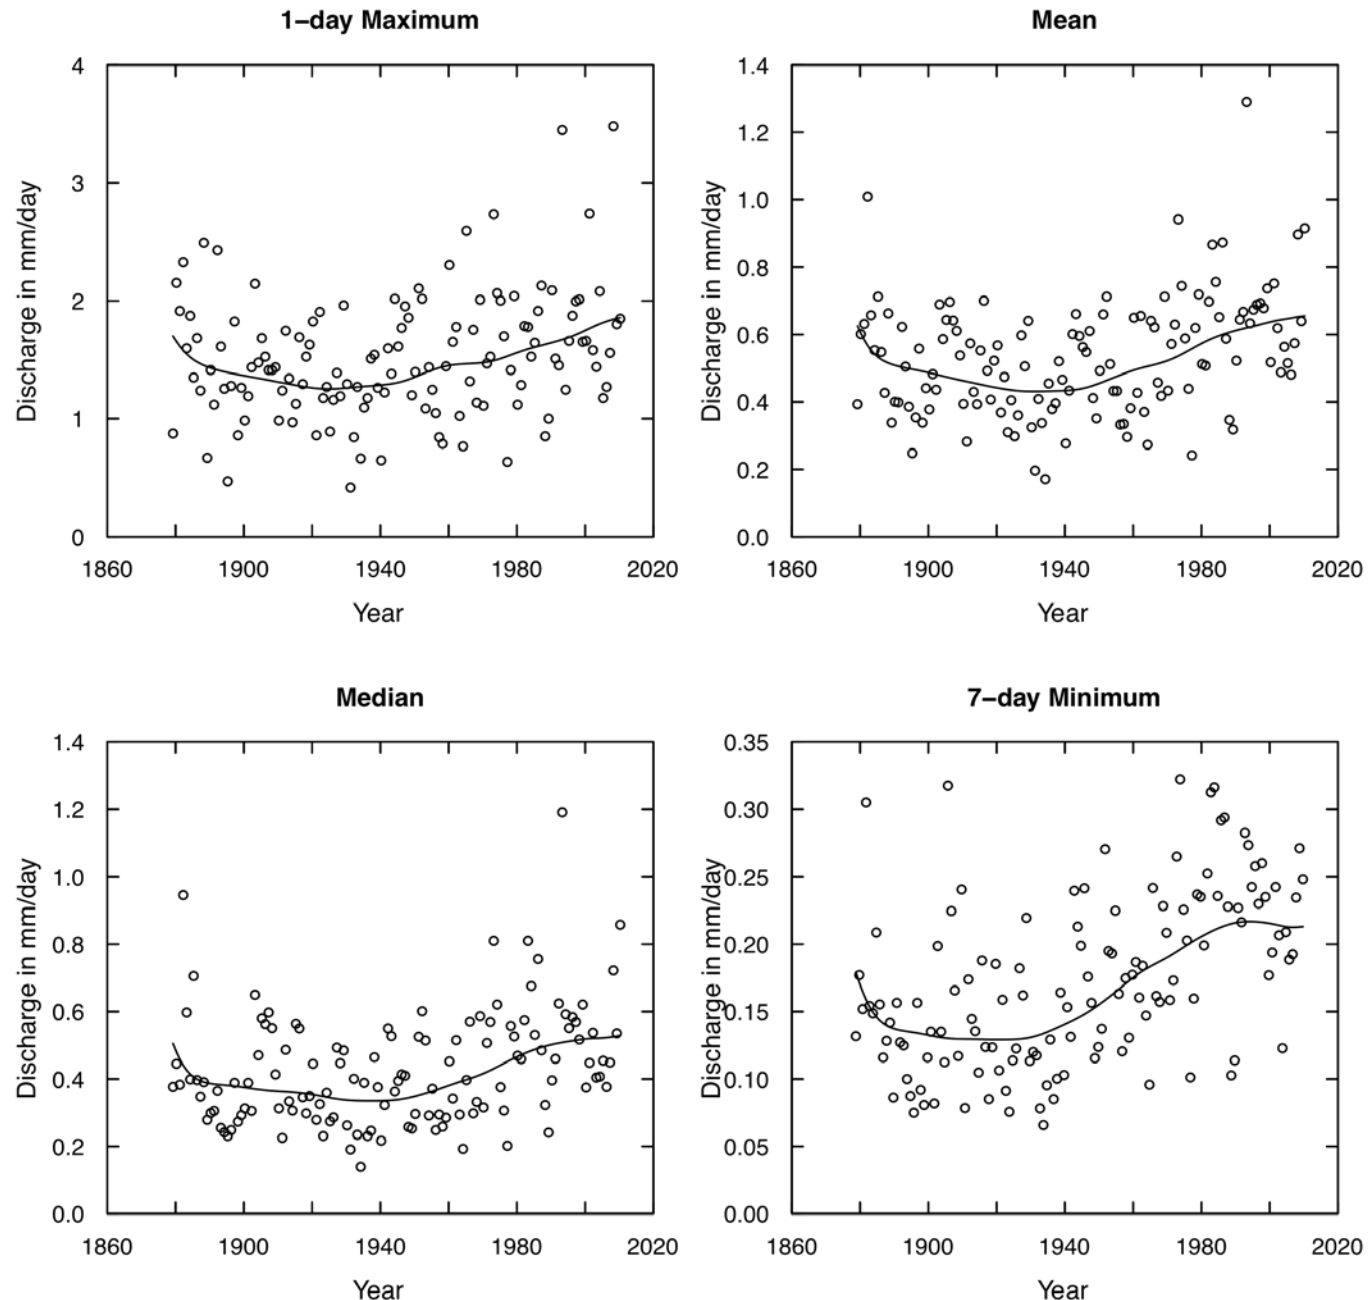 1–day Maximum
Discharge in mm/day
4
3
2
1
0
1860 1900 1940 1980 2020
Year
Mean
Discharge in mm/day
1.4
1.2
1.0
0.8
0.6
0.4
0.2
0.0
1860 1900 1940 1980 2020
Year
Median
Discharge in mm/day
1.4
1.2
1.0
0.8
0.6
0.4
0.2
0.0
1860 1900 1940 1980 2020
Year
7–day Minimum
Discharge in mm/day
0.35
0.30
0.25
0.20
0.15
0.10
0.05
0.00
1860 1900 1940 1980 2020
Year